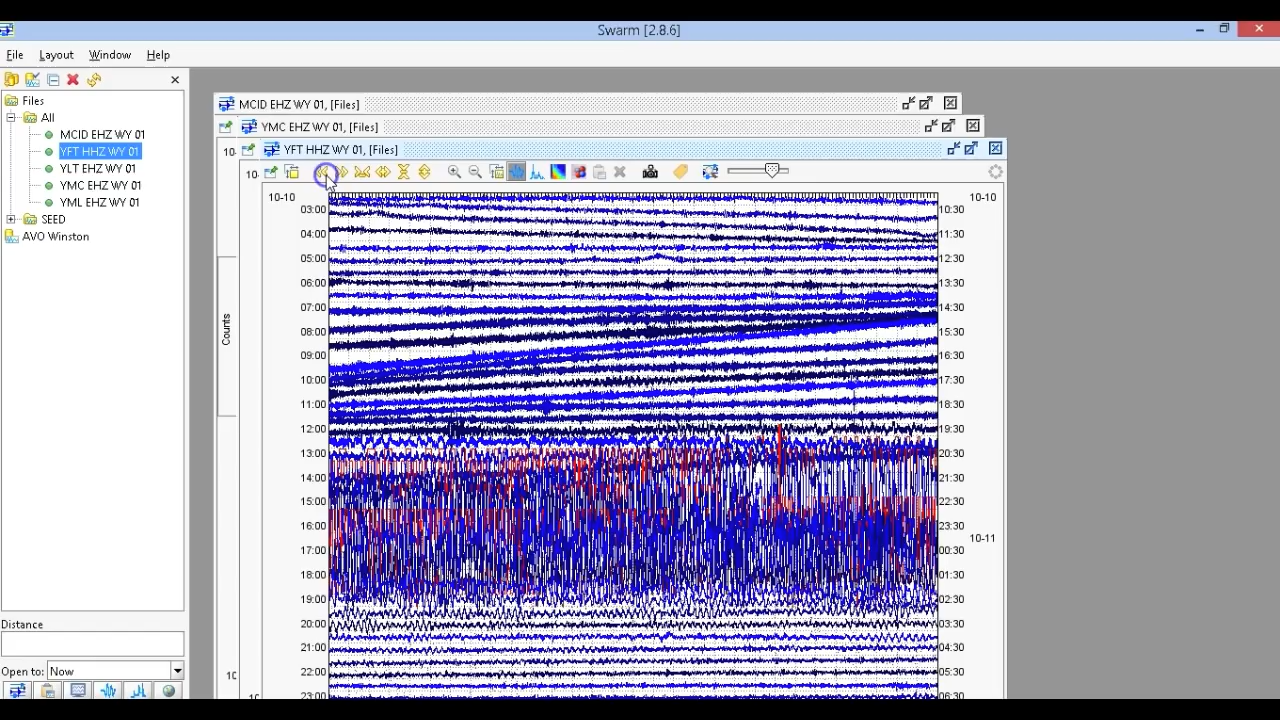 Swarm [2.8.6]
File Layout Window Help
Files
All
MCID EHZ WY 01
YFT HHZ WY 01
YLT EHZ WY 01
YMC EHZ WY 01
YML EHZ WY 01
SEED
AVO Winston
Distance
Open to: Now
MCID EHZ WY 01, [Files]
YMC EHZ WY 01, [Files]
YFT HHZ WY 01, [Files]
10-
10-
Counts
10-10 10-10
03:00 10:30
04:00 11:30
05:00 12:30
06:00 13:30
07:00 14:30
08:00 15:30
09:00 16:30
10:00 17:30
11:00 18:30
12:00 19:30
13:00 20:30
14:00 21:30
15:00 22:30
16:00 23:30
10-11
17:00 00:30
18:00 01:30
19:00 02:30
20:00 03:30
21:00 04:30
22:00 05:30
23:00 06:30